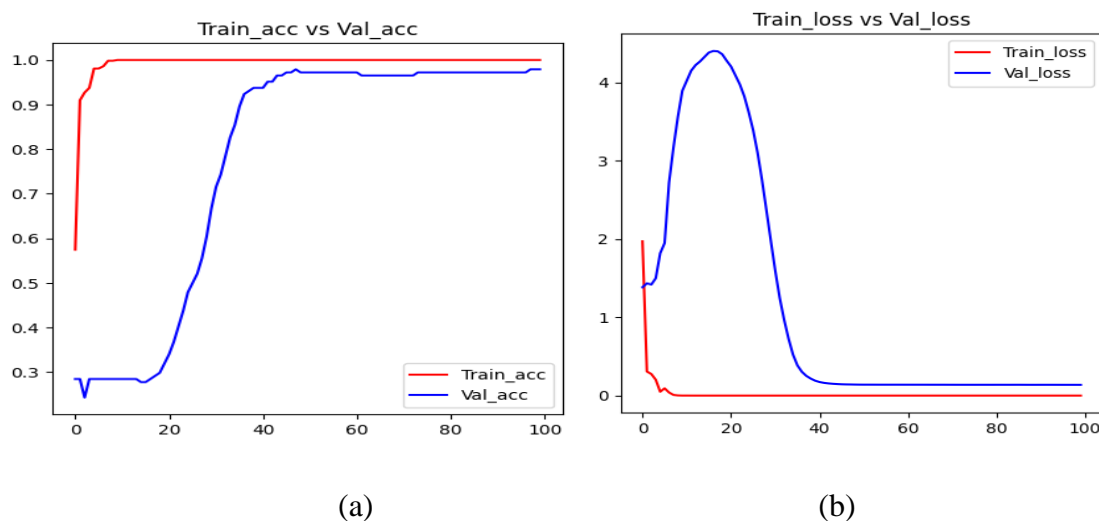 Train_acc vs Val_acc
1.0
0.9
0.8
0.7
0.6
0.5
0.4
0.3
0 20 40 60 80 100
Train_acc
Val_acc
(a)
Train_loss vs Val_loss
4
3
2
1
0
0 20 40 60 80 100
Train_loss
Val_loss
(b)